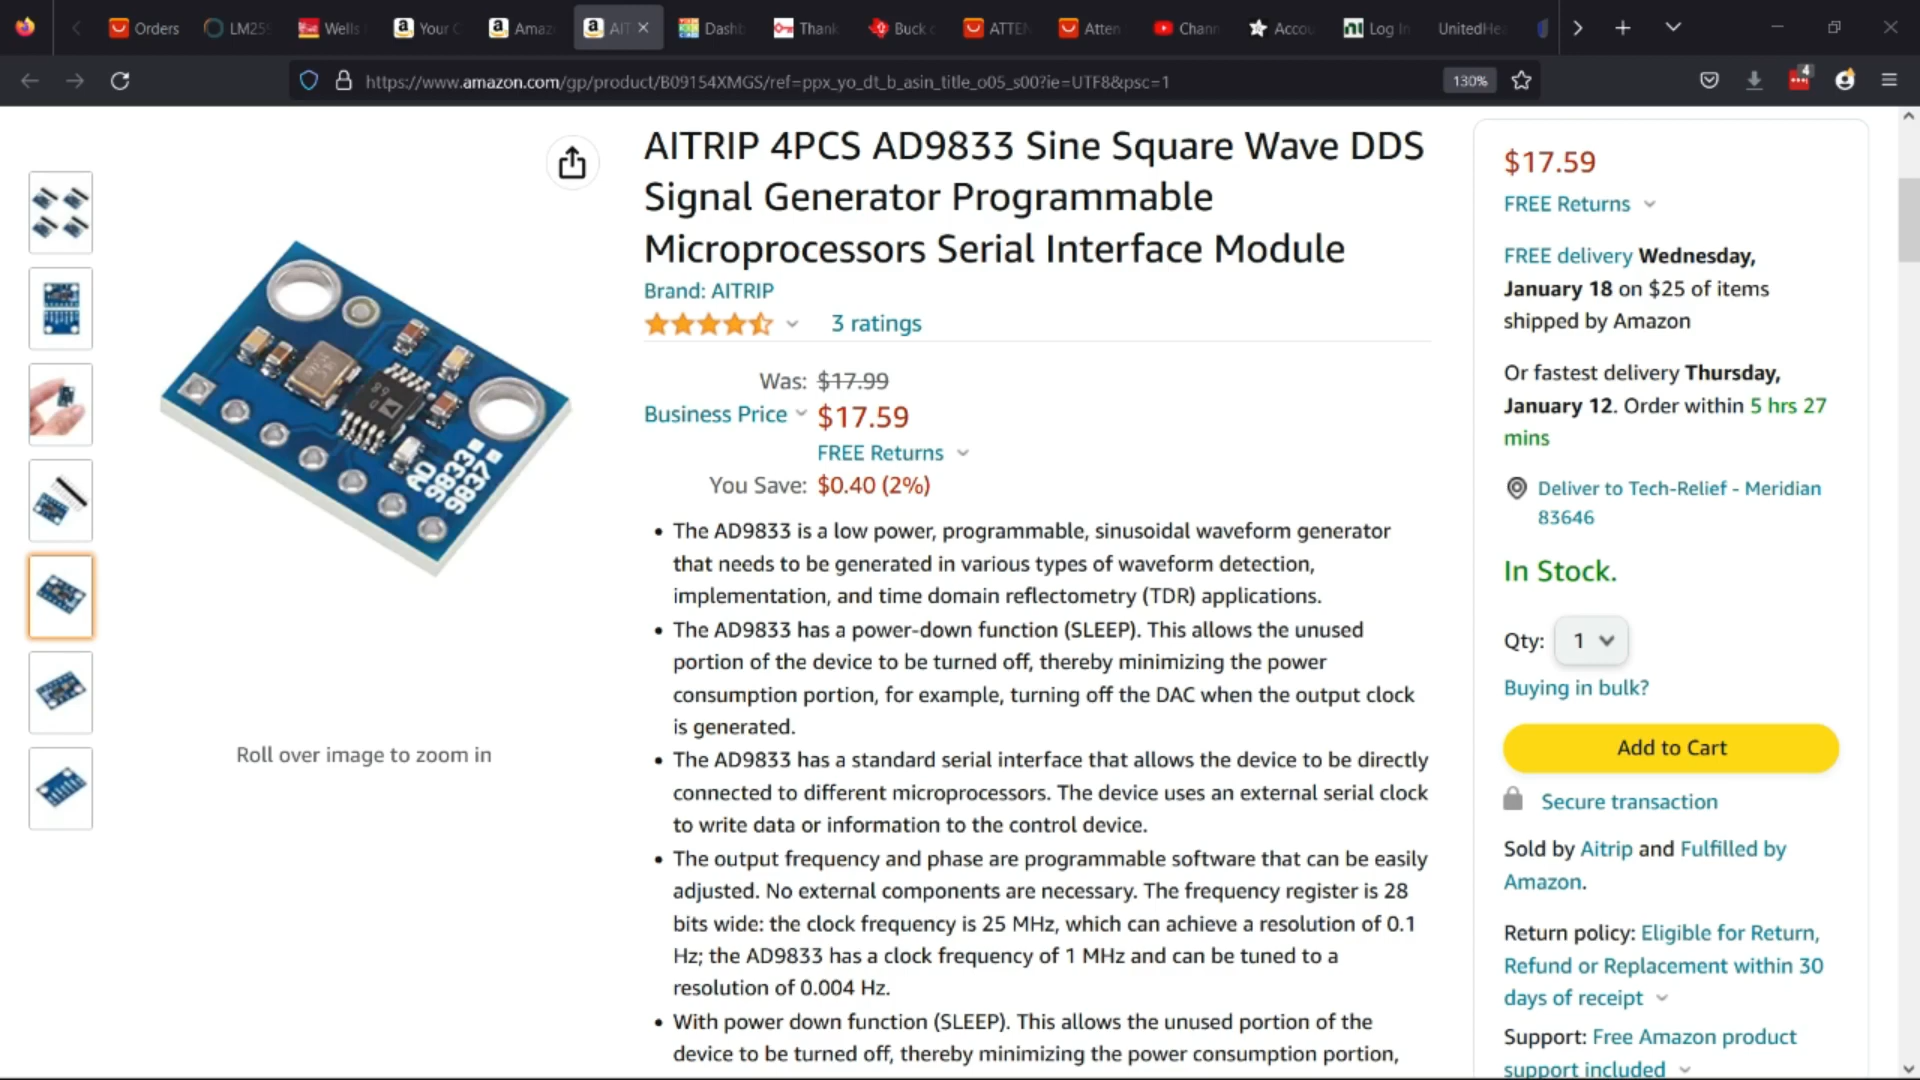 Orders
LM25
Wells
Your
Amaz
AIT
Dashb
Thank
Buck
ATTEN
Atten
Chann
Accou
Log In
UnitedHea
https://www.amazon.com/gp/product/B09154XMGS/ref=ppx_yo_dt_b_asin_title_o05_s00?ie=UTF8&psc=1
130%
4
AITRIP 4PCS AD9833 Sine Square Wave DDS
Signal Generator Programmable
Microprocessors Serial Interface Module
Brand: AITRIP
3 ratings
Was: $17.99
Business Price $17.59
FREE Returns
You Save: $0.40 (2%)
• The AD9833 is a low power, programmable, sinusoidal waveform generator
that needs to be generated in various types of waveform detection,
implementation, and time domain reflectometry (TDR) applications.
• The AD9833 has a power-down function (SLEEP). This allows the unused
portion of the device to be turned off, thereby minimizing the power
consumption portion, for example, turning off the DAC when the output clock
is generated.
• The AD9833 has a standard serial interface that allows the device to be directly
connected to different microprocessors. The device uses an external serial clock
to write data or information to the control device.
• The output frequency and phase are programmable software that can be easily
adjusted. No external components are necessary. The frequency register is 28
bits wide: the clock frequency is 25 MHz, which can achieve a resolution of 0.1
Hz; the AD9833 has a clock frequency of 1 MHz and can be tuned to a
resolution of 0.004 Hz.
• With power down function (SLEEP). This allows the unused portion of the
device to be turned off, thereby minimizing the power consumption portion,
AD
9833
9837
Roll over image to zoom in
$17.59
FREE Returns
FREE delivery Wednesday,
January 18 on $25 of items
shipped by Amazon
Or fastest delivery Thursday,
January 12. Order within 5 hrs 27
mins
Deliver to Tech-Relief - Meridian
83646
In Stock.
Qty: 1
Buying in bulk?
Add to Cart
Secure transaction
Sold by Aitrip and Fulfilled by
Amazon.
Return policy: Eligible for Return,
Refund or Replacement within 30
days of receipt
Support: Free Amazon product
support included